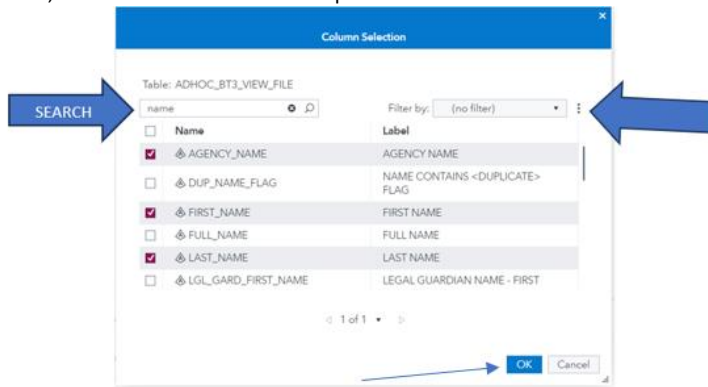 Column Selection
Table: ADHOC_BT3_VIEW_FILE
SEARCH
name
Filter by: (no filter)
Name Label
AGENCY_NAME AGENCY NAME
DUP_NAME_FLAG NAME CONTAINS <DUPLICATE>
FLAG
FIRST_NAME FIRST NAME
FULL_NAME FULL NAME
LAST_NAME LAST NAME
LGL_GARD_FIRST_NAME LEGAL GUARDIAN NAME - FIRST
1 of 1
OK Cancel